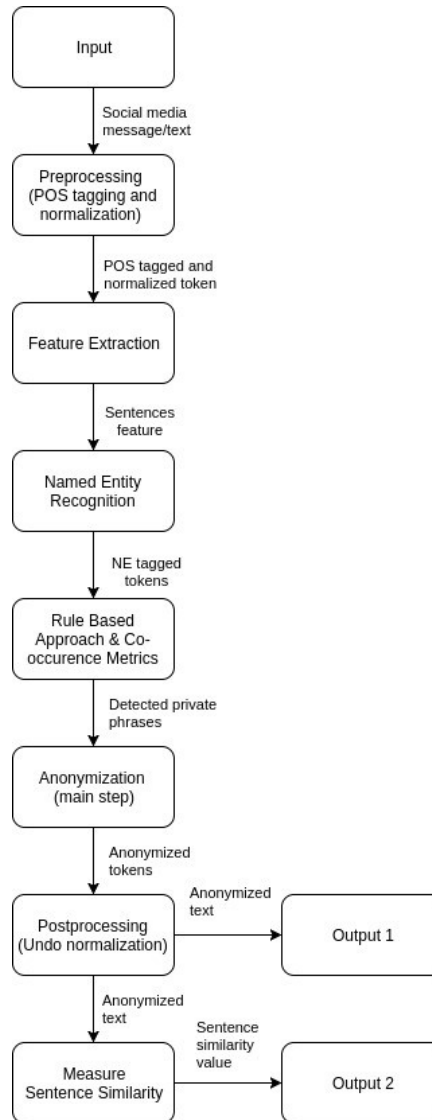 Input
Social media
message/text
Preprocessing
(POS tagging and
normalization)
POS tagged and
normalized token
Feature Extraction
Sentences
feature
Named Entity
Recognition
NE tagged
tokens
Rule Based
Approach & Co-
occurence Metrics
Detected private
phrases
Anonymization
(main step)
Anonymized
tokens
Postprocessing
(Undo normalization)
Anonymized
text
Output 1
Anonymized
text
Measure
Sentence Similarity
Sentence
similarity
value
Output 2